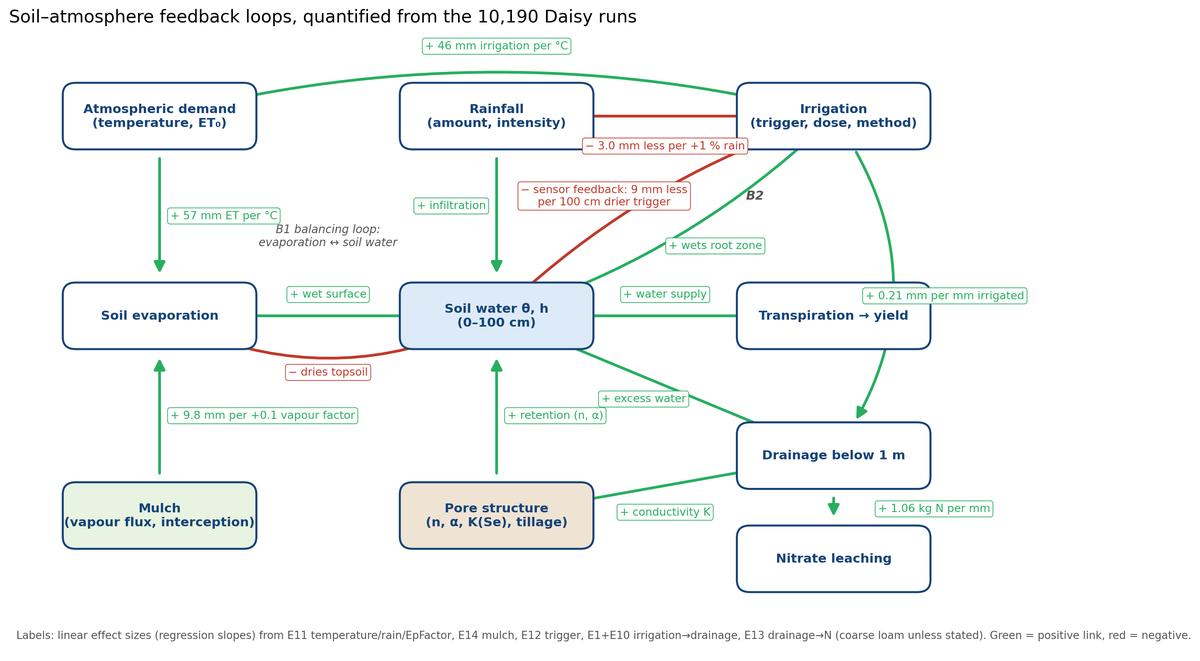 Soil–atmosphere feedback loops, quantified from the 10,190 Daisy runs
+ 46 mm irrigation per °C
Atmospheric demand
(temperature, ET₀)
Rainfall
(amount, intensity)
Irrigation
(trigger, dose, method)
− 3.0 mm less per +1 % rain
− sensor feedback: 9 mm less
per 100 cm drier trigger
B2
+ infiltration
+ 57 mm ET per °C
B1 balancing loop:
evaporation ↔ soil water
+ wets root zone
+ wet surface
+ water supply
+ 0.21 mm per mm irrigated
Soil evaporation
Soil water θ, h
(0–100 cm)
Transpiration → yield
− dries topsoil
+ excess water
+ 9.8 mm per +0.1 vapour factor
+ retention (n, α)
Drainage below 1 m
Mulch
(vapour flux, interception)
Pore structure
(n, α, K(Se), tillage)
+ conductivity K
+ 1.06 kg N per mm
Nitrate leaching
Labels: linear effect sizes (regression slopes) from E11 temperature/rain/EpFactor, E14 mulch, E12 trigger, E1+E10 irrigation→drainage, E13 drainage→N (coarse loam unless stated). Green = positive link, red = negative.